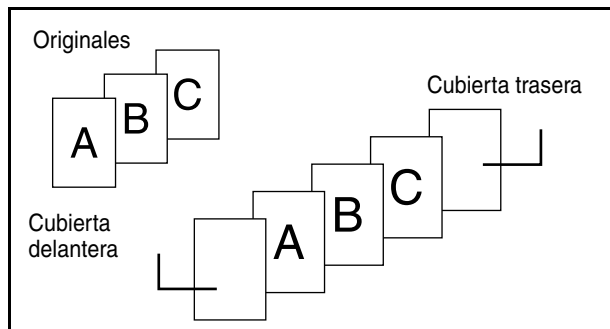 Originales
A
B
C
Cubierta trasera
Cubierta
delantera
A
B
C